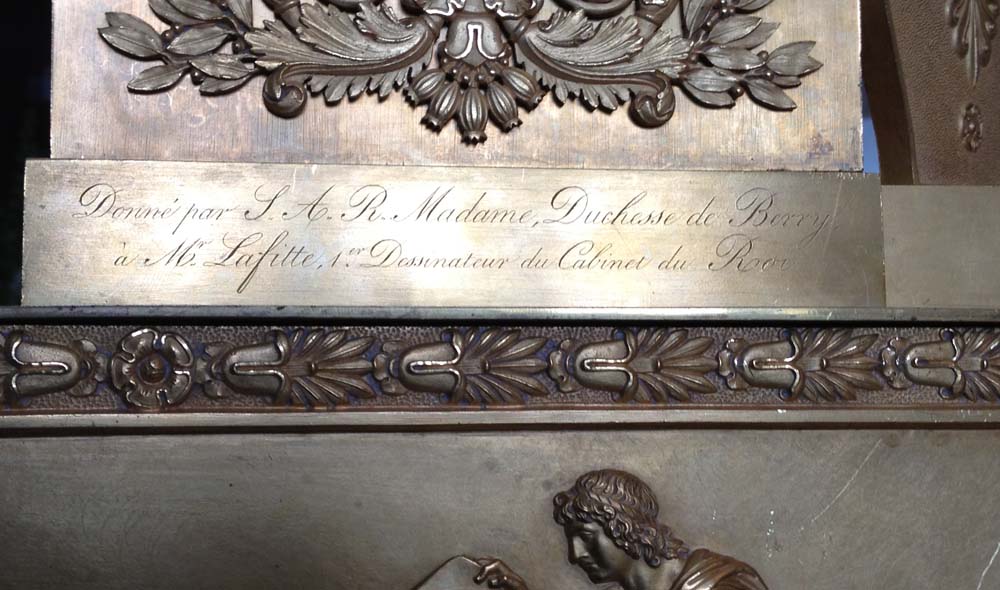 Donné par S. A. R. Madame, Duchesse de Berry
à Mr. Lafitte, 1er Dessinateur du Cabinet du Roi